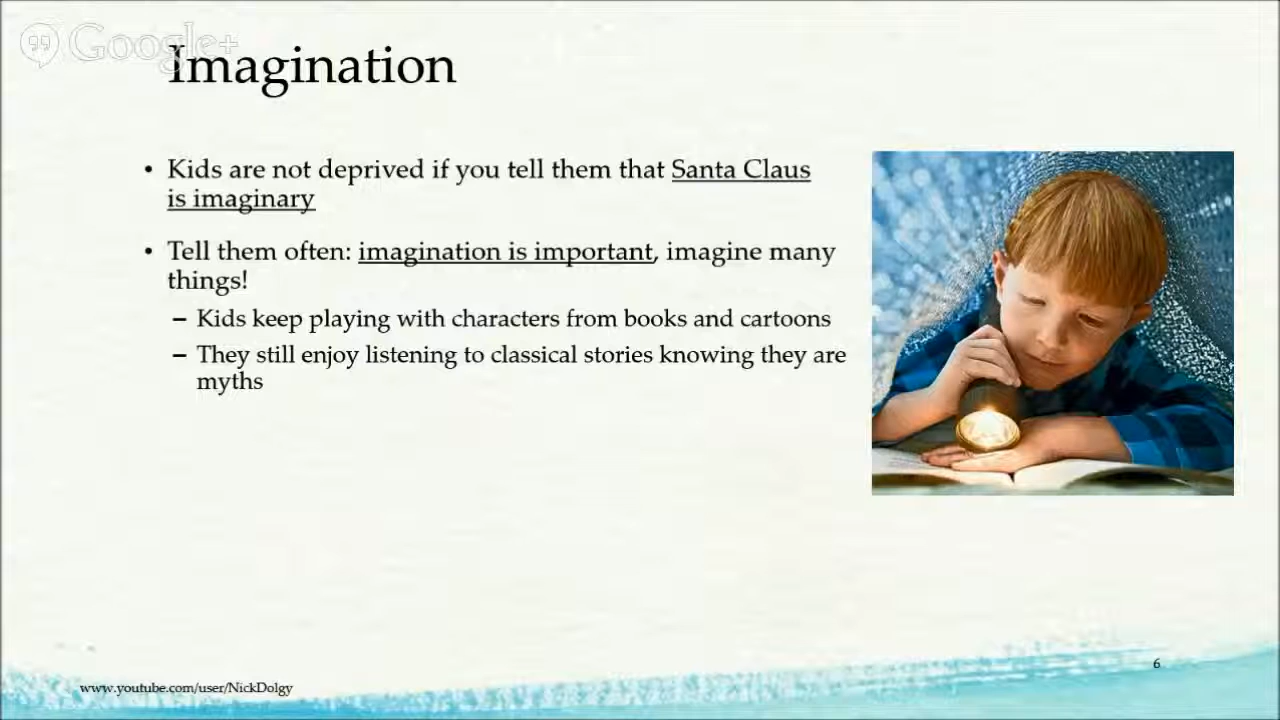 Google+
Imagination
• Kids are not deprived if you tell them that Santa Claus
is imaginary
• Tell them often: imagination is important, imagine many
things!
– Kids keep playing with characters from books and cartoons
– They still enjoy listening to classical stories knowing they are
myths
6
www.youtube.com/user/NickDolgy